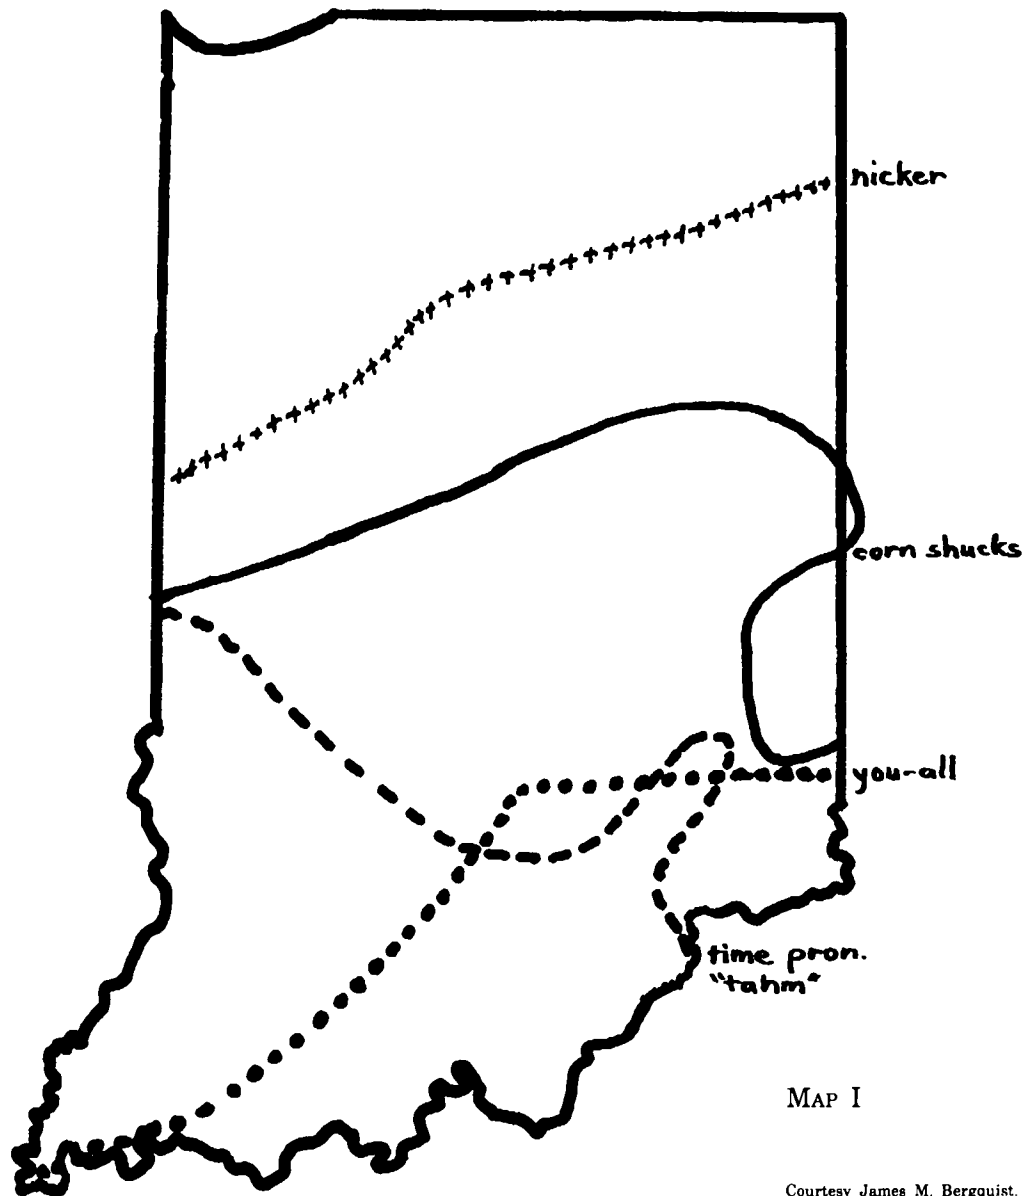 nicker
corn shucks
you-all
time pron.
"tahm"
MAP I
Courtesy James M. Bergquist.